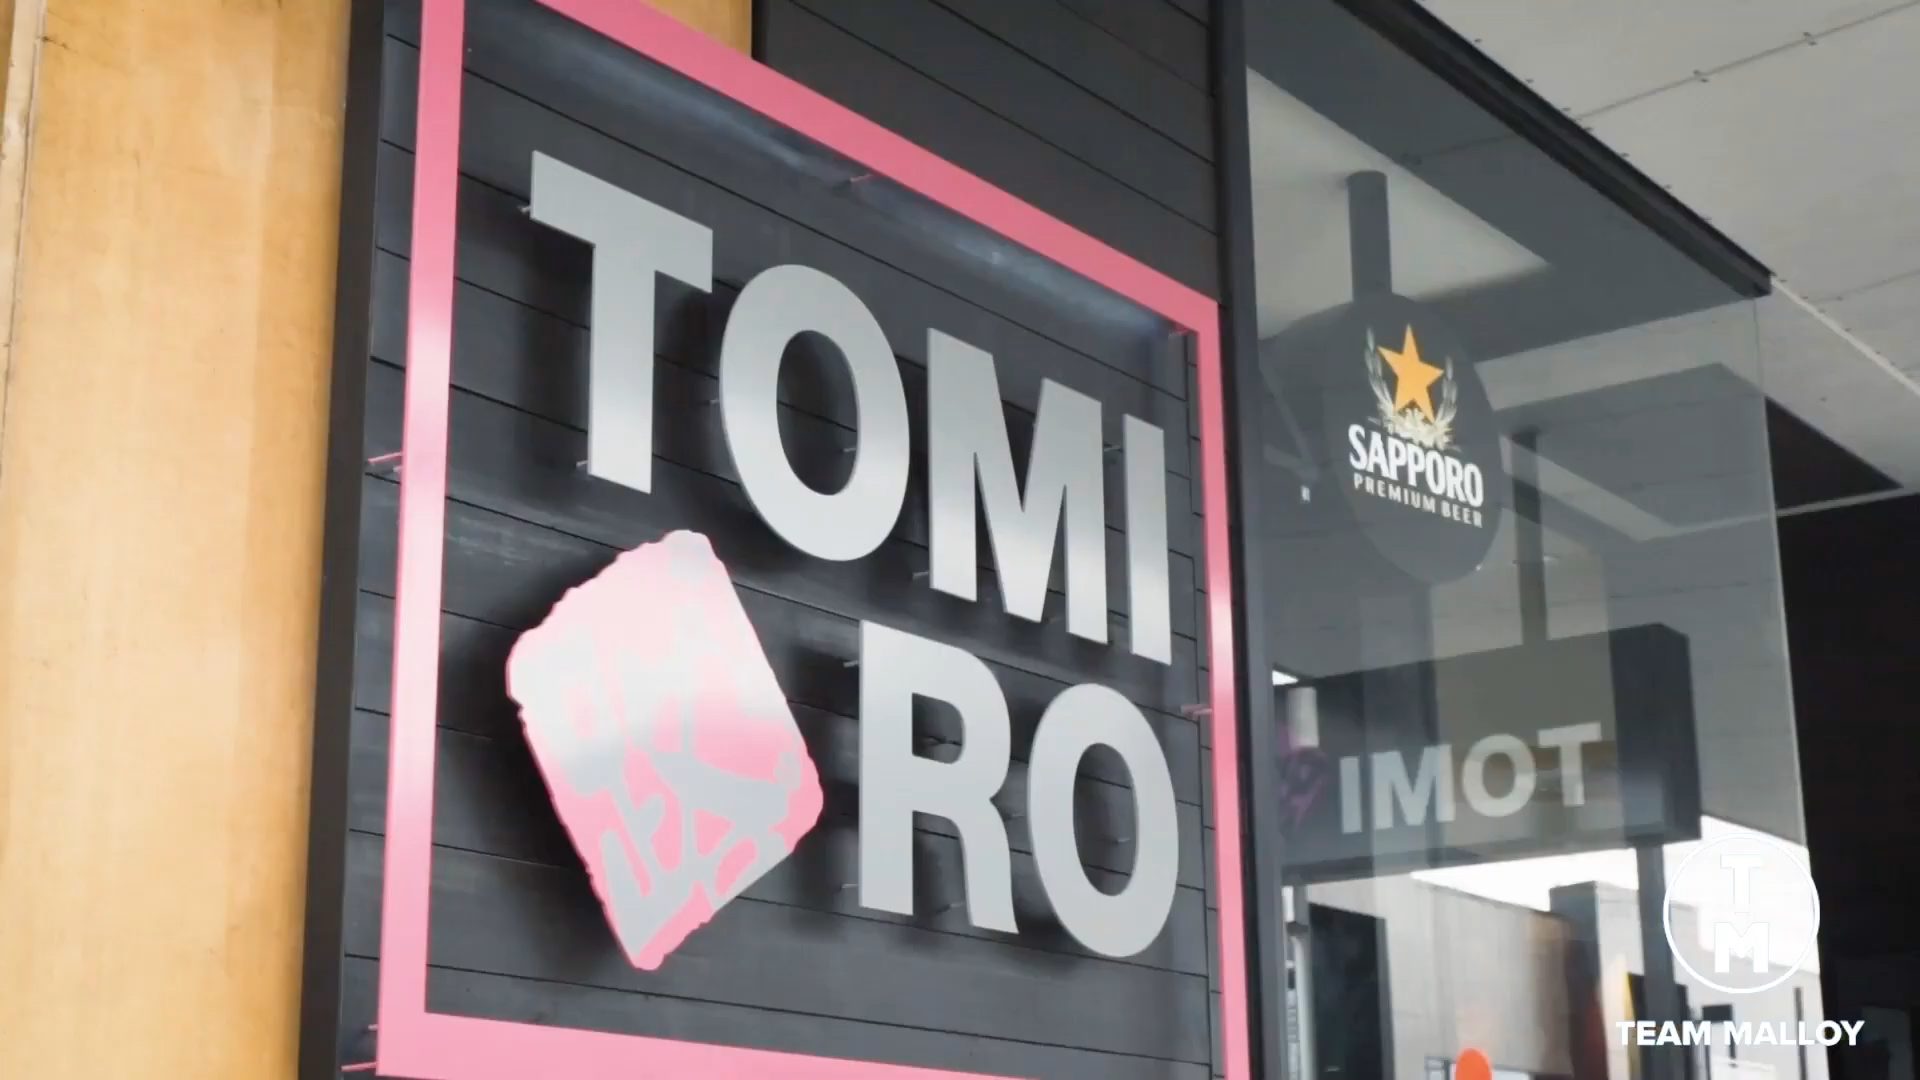 TOMI
RO
SAPPORO
PREMIUM BEER
IMOT
T
M
TEAM MALLOY